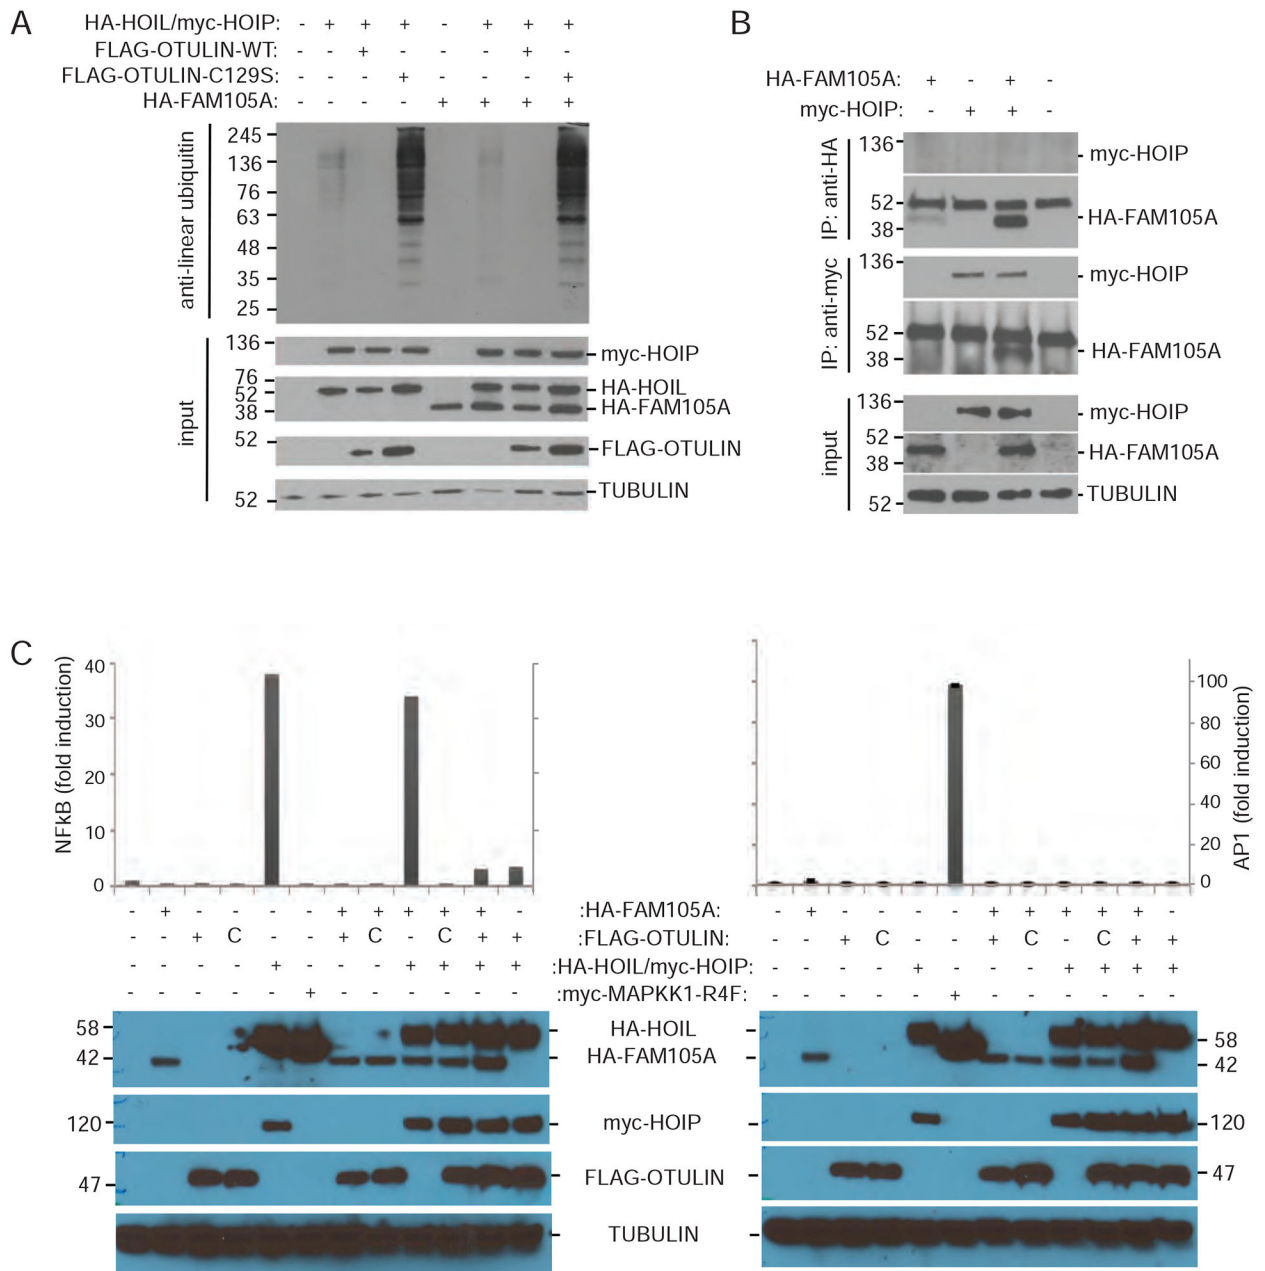 A
HA-HOIL/myc-HOIP: - + + + - + + +
FLAG-OTULIN-WT: - - + - - - + -
FLAG-OTULIN-C129S: - - - + - - - +
HA-FAM105A: - - - - + + + +
anti-linear ubiquitin
245
136
76
63
48
35
25
input
136
myc-HOIP
76
52
38
HA-HOIL
HA-FAM105A
52
FLAG-OTULIN
52
TUBULIN
B
HA-FAM105A: + - + -
myc-HOIP: - + + -
IP: anti-HA
136
myc-HOIP
52
38
HA-FAM105A
IP: anti-myc
136
myc-HOIP
52
38
HA-FAM105A
input
136
myc-HOIP
52
38
HA-FAM105A
52
TUBULIN
C
NFkB (fold induction)
40
30
20
10
0
AP1 (fold induction)
100
80
60
40
20
0
- + - - - - + + + + + - :HA-FAM105A: - + - - - - + + + + + -
- - + C - - + C - C + + :FLAG-OTULIN: - - + C - - + C - C + +
- - - - + - - - + + + + :HA-HOIL/myc-HOIP: - - - - + - - - + + + +
- - - - - + - - - - - - :myc-MAPKK1-R4F: - - - - - + - - - - - -
58 HA-HOIL 58
42 HA-FAM105A 42
120 myc-HOIP 120
47 FLAG-OTULIN 47
TUBULIN